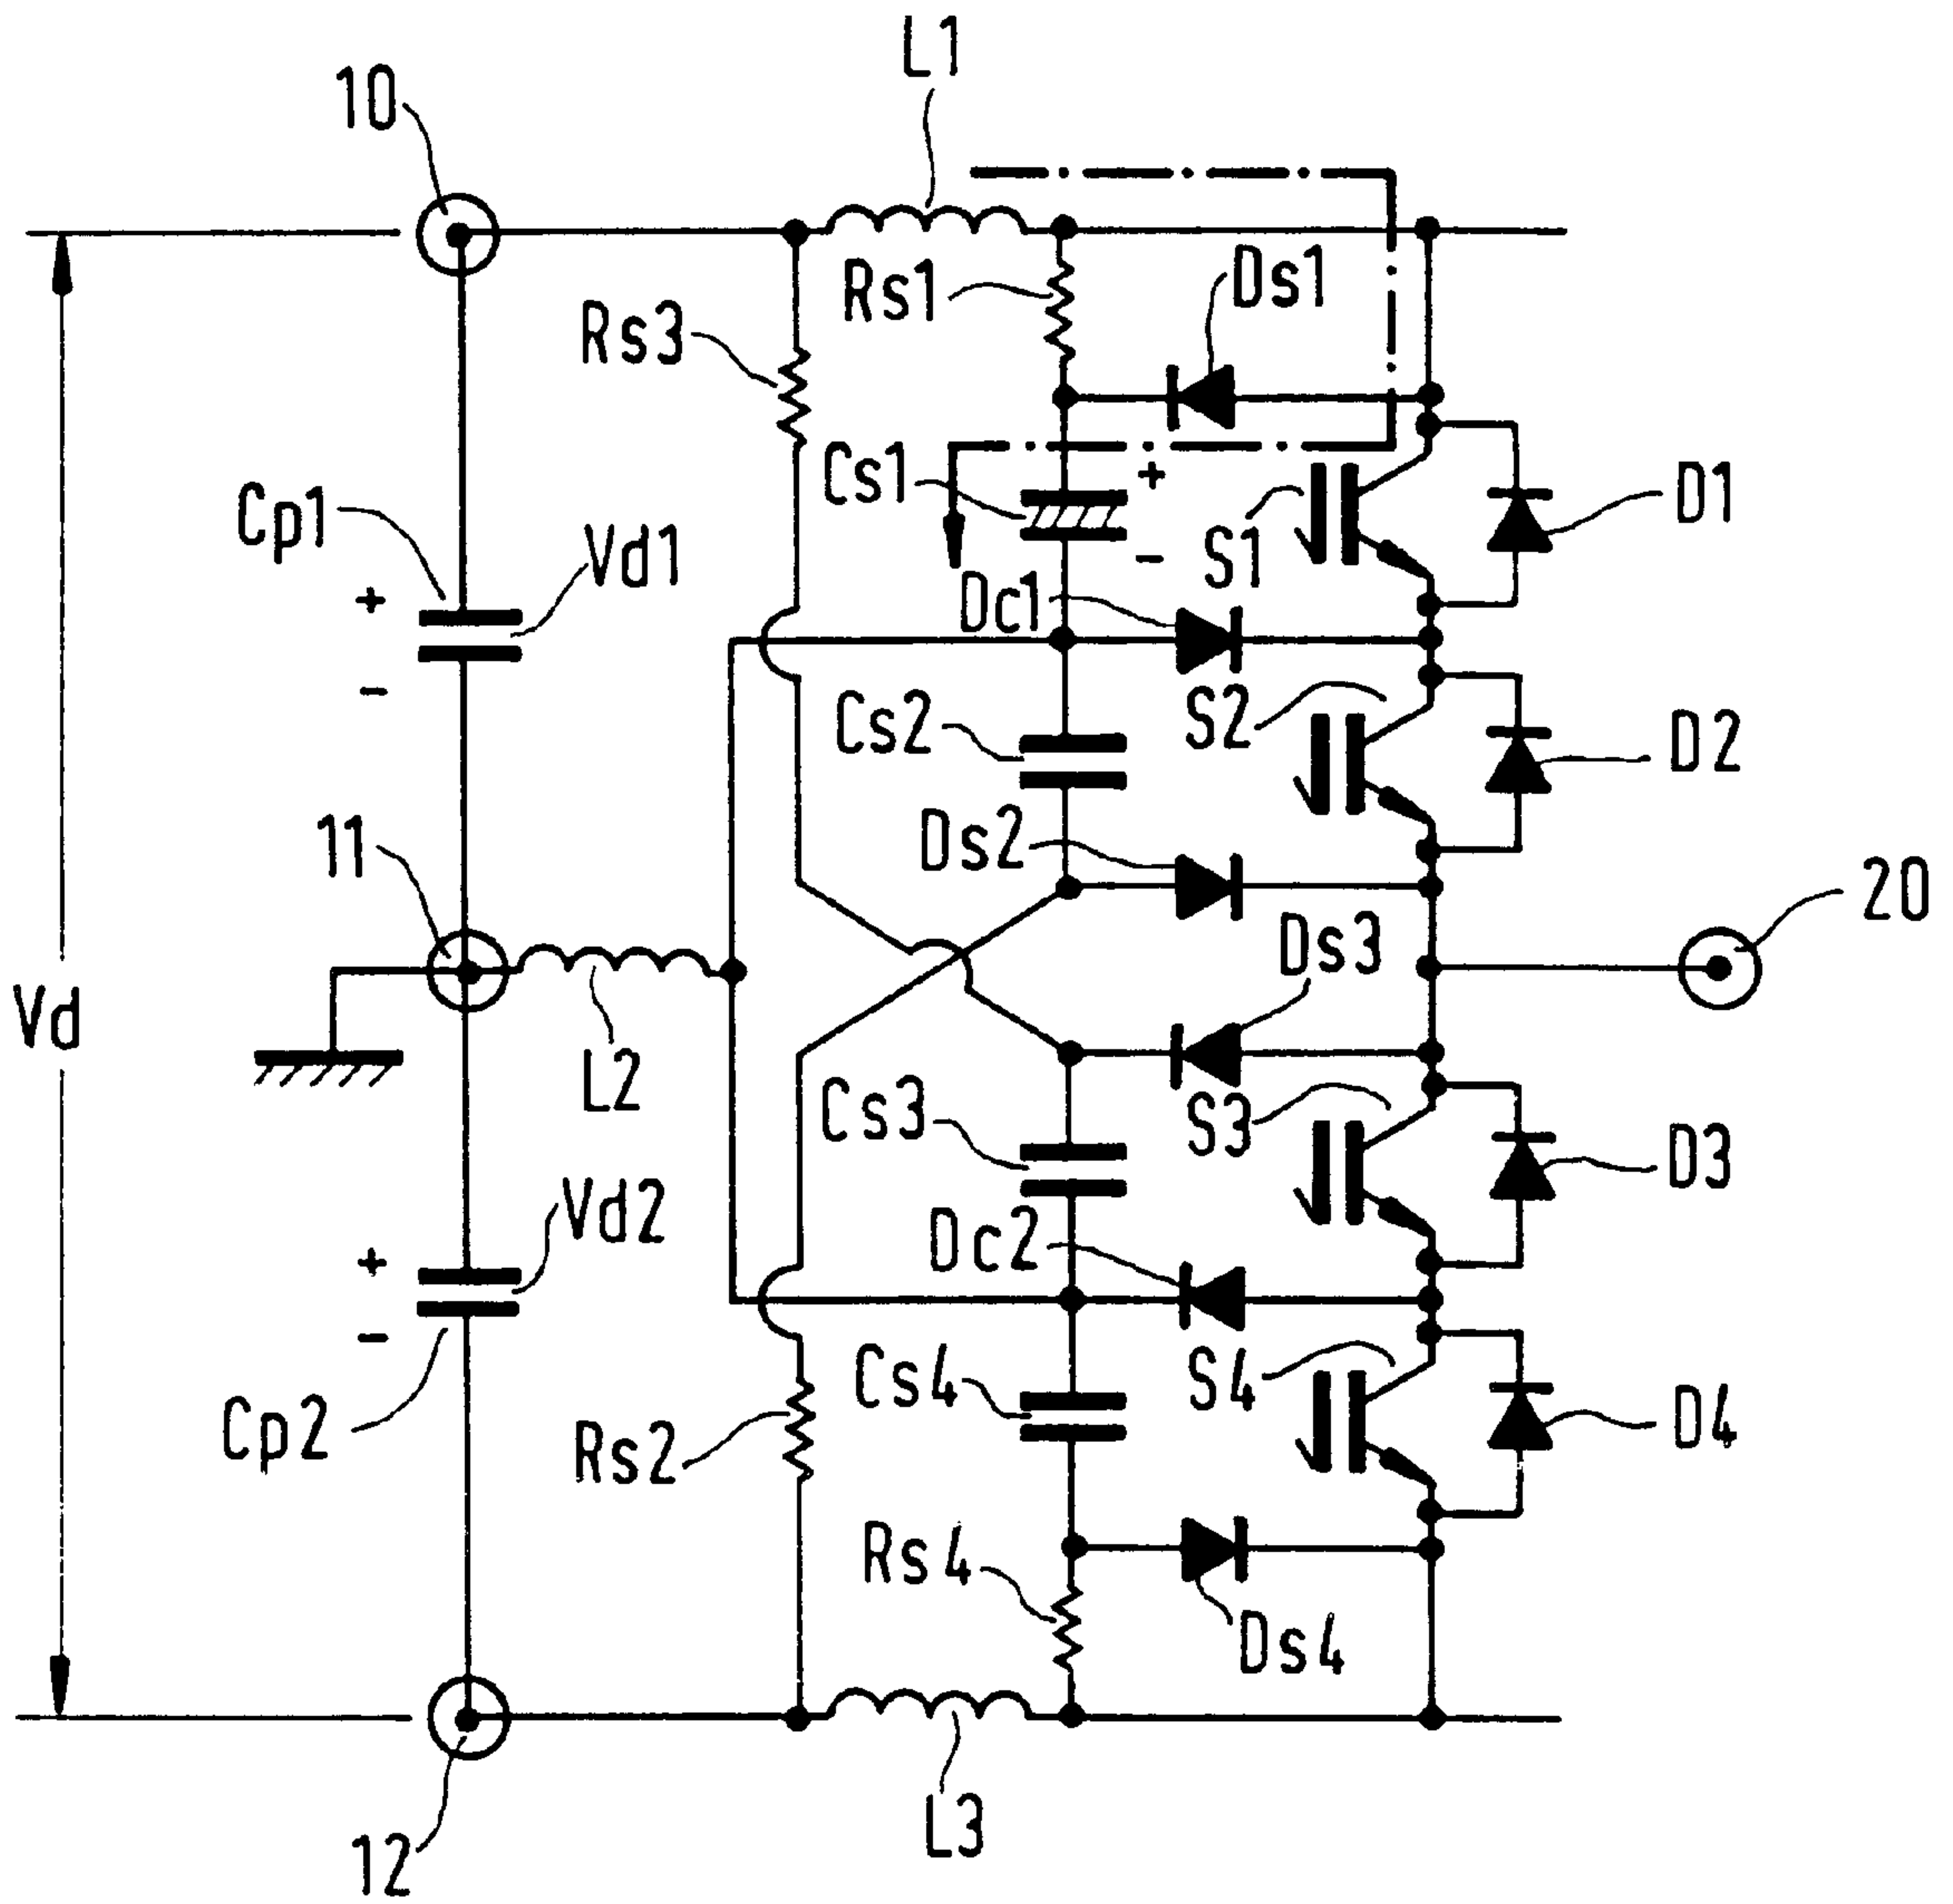 L1
10
Rs1
Ds1
Rs3
Cs1
+
D1
Cp1
Vd1
S1
-
+
Dc1
-
Cs2
S2
D2
11
Ds2
20
Ds3
Vd
L2
Cs3
S3
D3
Vd2
Dc2
+
-
Cs4
S4
Cp2
Rs2
D4
Rs4
Ds4
L3
12